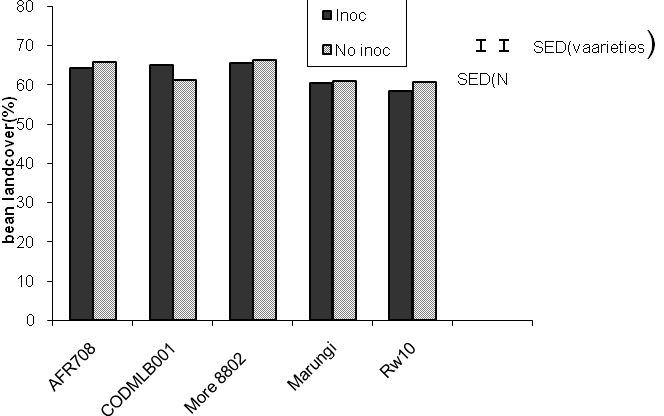 80
70
60
50
40
30
20
10
0
bean landcover(%)
Inoc
No inoc
SED(vaarieties)
SED(N
AFR708
CODMLB001
More 8802
Marungi
Rw10